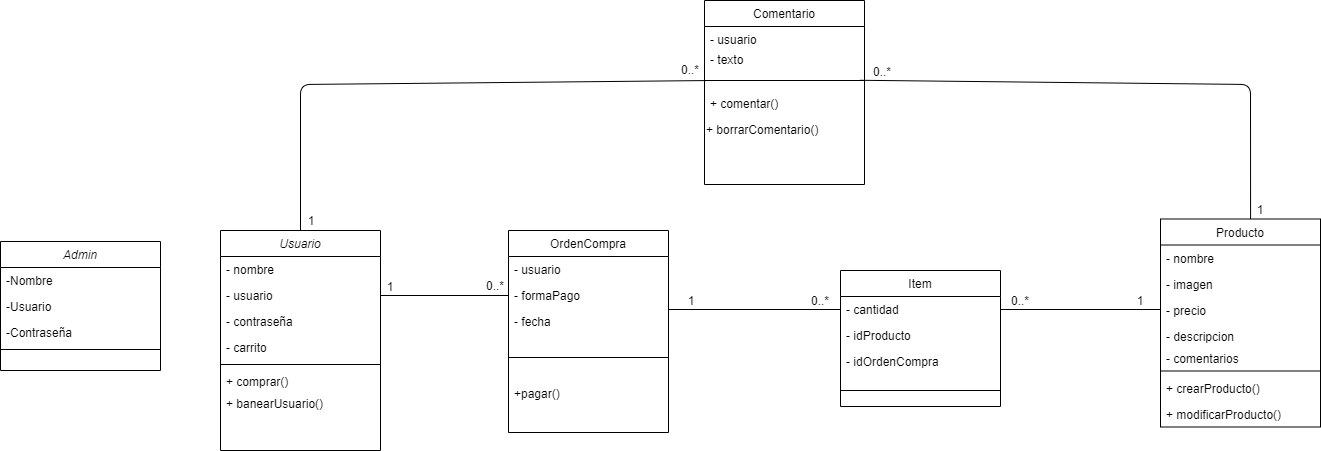 Comentario
- usuario
- texto
+ comentar()
+ borrarComentario()
0..*
0..*
1
1
Admin
-Nombre
-Usuario
-Contraseña
Usuario
- nombre
- usuario
- contraseña
- carrito
+ comprar()
+ banearUsuario()
1
0..*
OrdenCompra
- usuario
- formaPago
- fecha
+pagar()
1
0..*
Item
- cantidad
- idProducto
- idOrdenCompra
0..*
1
Producto
- nombre
- imagen
- precio
- descripcion
- comentarios
+ crearProducto()
+ modificarProducto()